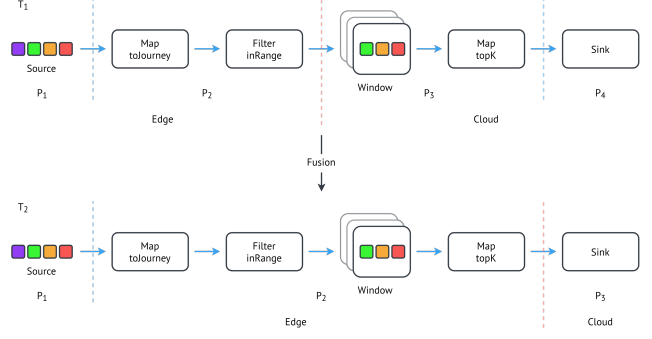 T1
Source
Map
toJourney
Filter
inRange
Window
Map
topK
Sink
P1
P2
P3
P4
Edge
Cloud
Fusion
T2
Source
Map
toJourney
Filter
inRange
Window
Map
topK
Sink
P1
P2
P3
Edge
Cloud